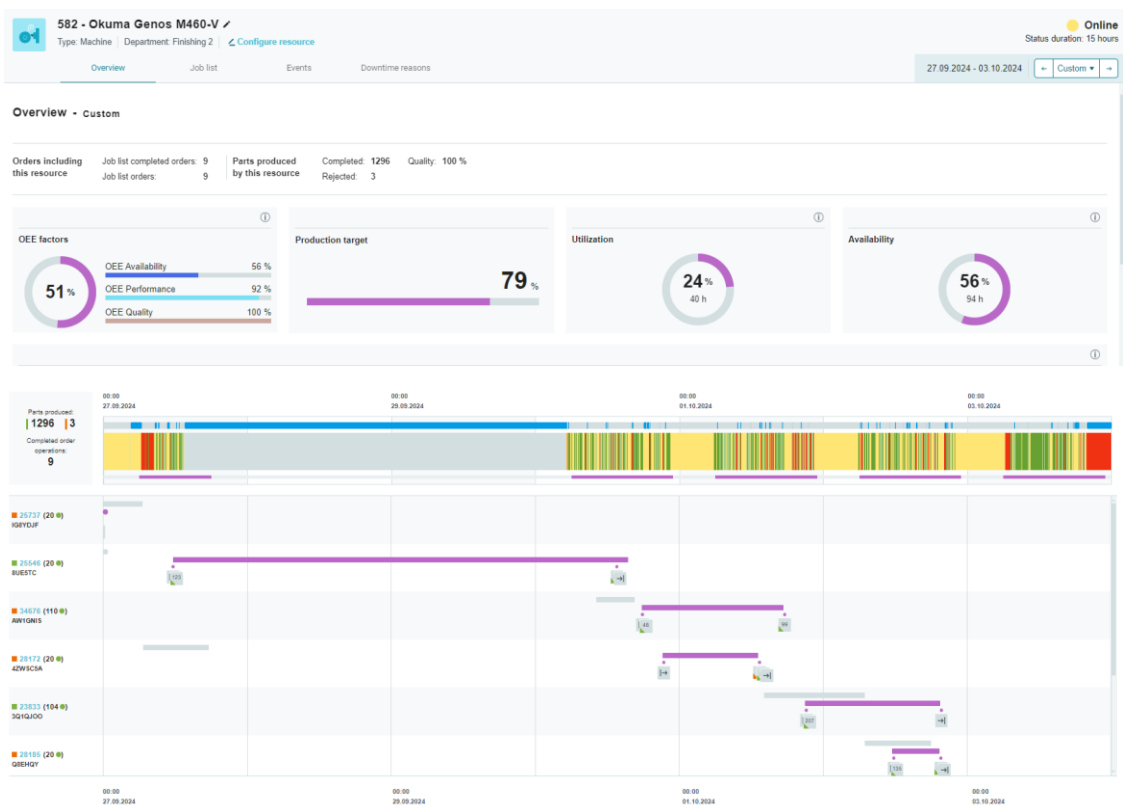 582 - Okuma Genos M460-V
Type: Machine Department: Finishing 2 Configure resource
Online
Status duration: 15 hours
Overview Job list Events Downtime reasons
27.09.2024 - 03.10.2024 ← Custom →
Overview - Custom
Orders including this resource
Job list completed orders: 9
Job list orders: 9
Parts produced by this resource
Completed: 1296 Quality: 100 %
Rejected: 3
OEE factors
51 %
OEE Availability 56 %
OEE Performance 92 %
OEE Quality 100 %
Production target
79 %
Utilization
24 %
40 h
Availability
56 %
94 h
Parts produced:
1296 3
Completed order
operations:
9
00:00 00:00 00:00 00:00
27.09.2024 29.09.2024 01.10.2024 03.10.2024
25737 (20)
IG8YDJF
25546 (20)
8UE5TC
34676 (110)
AW1GNIS
48
99
20172 (20)
4ZWSC5A
23833 (104)
3Q1QJOO
20185 (20)
Q8EHQY
00:00 00:00 00:00 00:00
27.09.2024 29.09.2024 01.10.2024 03.10.2024